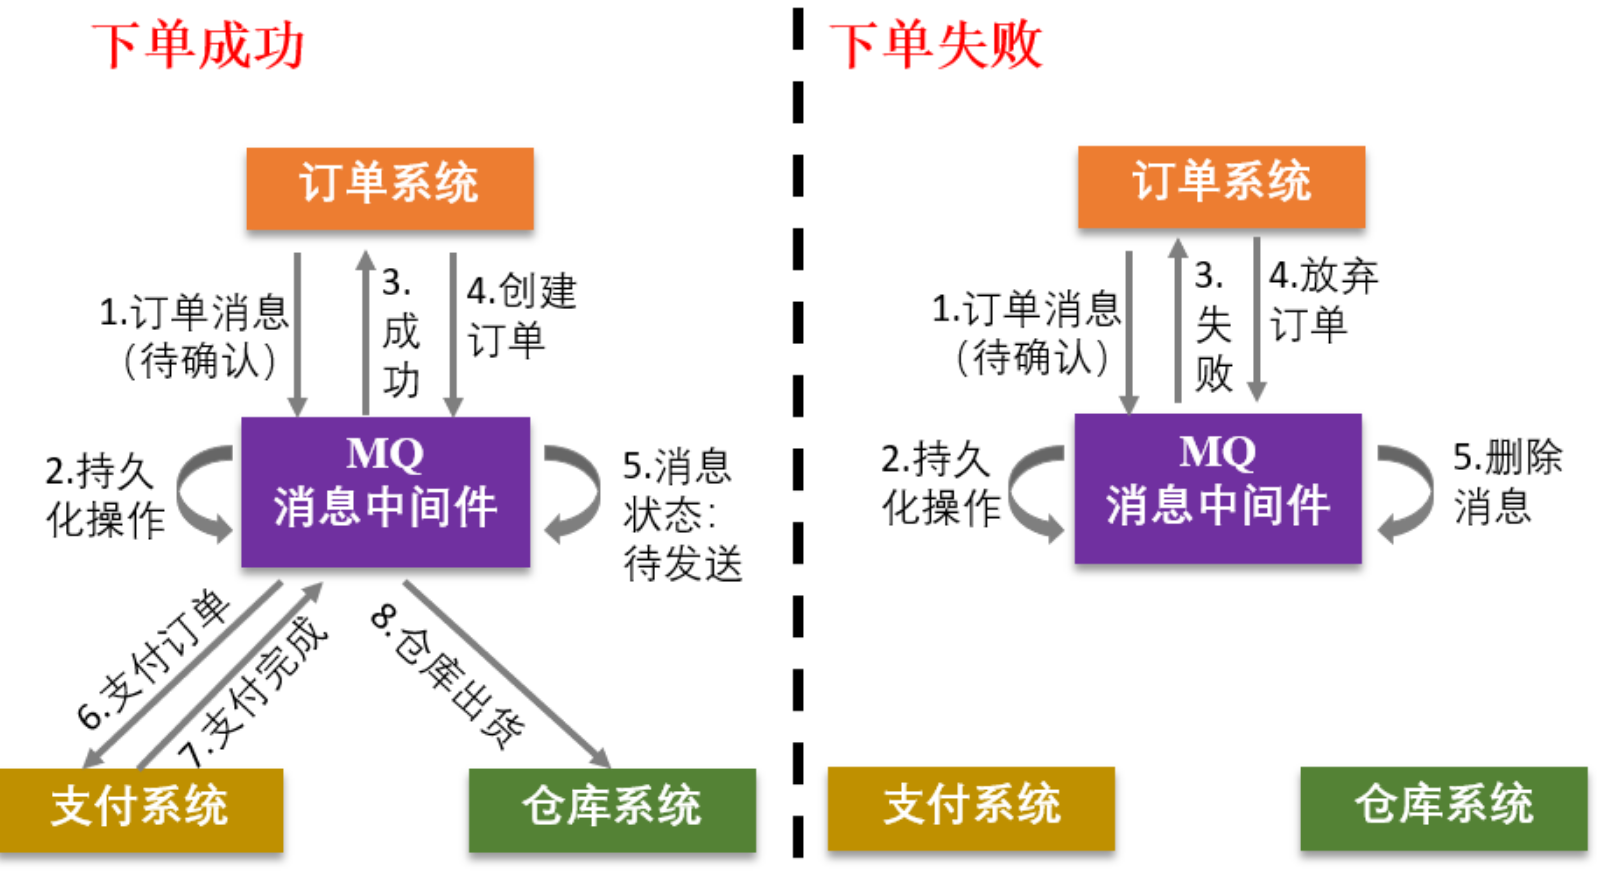 下单成功
订单系统
1.订单消息
（待确认）
3.
成
功
4.创建
订单
MQ
消息中间件
2.持久
化操作
5.消息
状态：
待发送
6.支付订单
7.支付完成
8.仓库出货
支付系统
仓库系统
下单失败
订单系统
1.订单消息
（待确认）
3.
失
败
4.放弃
订单
MQ
消息中间件
2.持久
化操作
5.删除
消息
支付系统
仓库系统